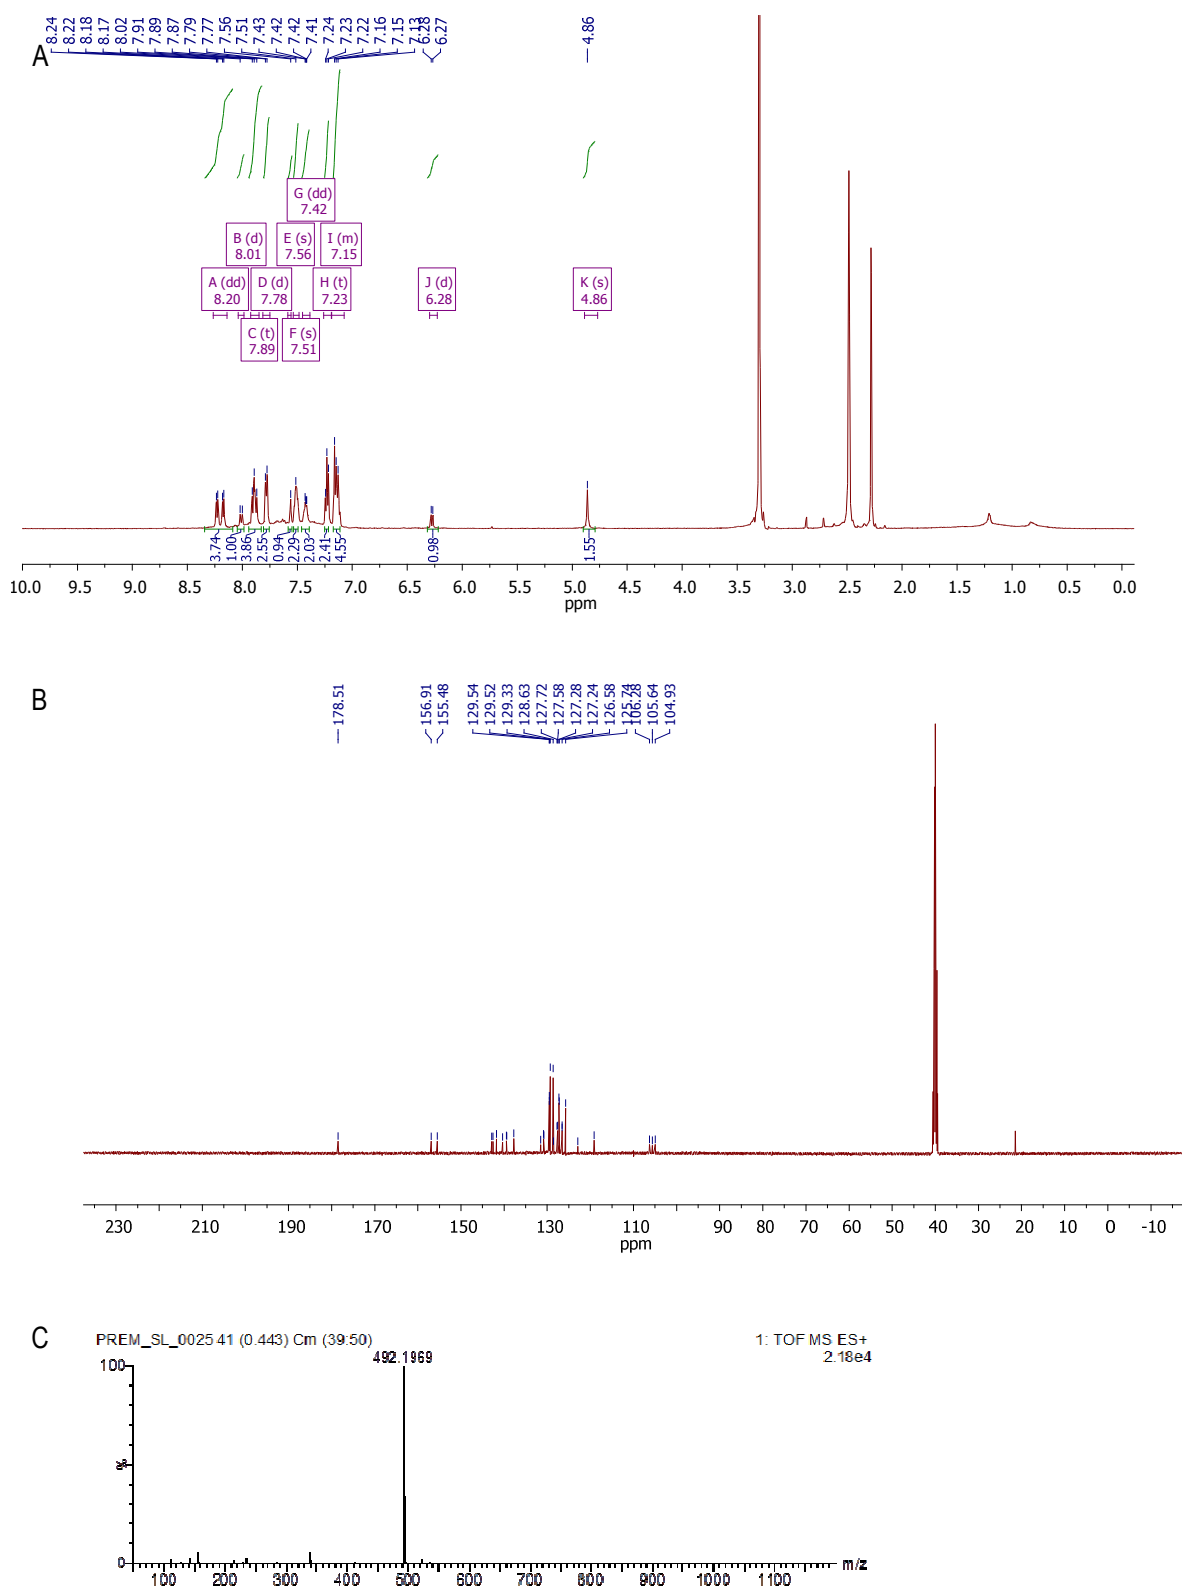 A
8.24 8.22 8.18 8.17 8.02 7.91 7.89 7.87 7.79 7.77 7.56 7.51 7.43 7.42 7.42 7.41 7.24 7.23 7.22 7.16 7.15 7.13 6.28 6.27 4.86
G (dd)
7.42
B (d) E (s) I (m)
8.01 7.56 7.15
A (dd) D (d) H (t) J (d) K (s)
8.20 7.78 7.23 6.28 4.86
C (t) F (s)
7.89 7.51
3.74 1.00 3.86 2.55 0.94 2.29 2.03 2.41 4.55 0.98 1.55
10.0 9.5 9.0 8.5 8.0 7.5 7.0 6.5 6.0 5.5 5.0 4.5 4.0 3.5 3.0 2.5 2.0 1.5 1.0 0.5 0.0
ppm
B
178.51 156.91 155.48 129.54 129.52 129.33 128.63 127.72 127.58 127.28 127.24 126.58 125.74 106.28 105.64 104.93
230 210 190 170 150 130 110 90 80 70 60 50 40 30 20 10 0 -10
ppm
C
PREM_SL_0025 41 (0.443) Cm (39:50) 1: TOF MS ES+
2.18e4
492.1969
100
%
0
m/z
100 200 300 400 500 600 700 800 900 1000 1100